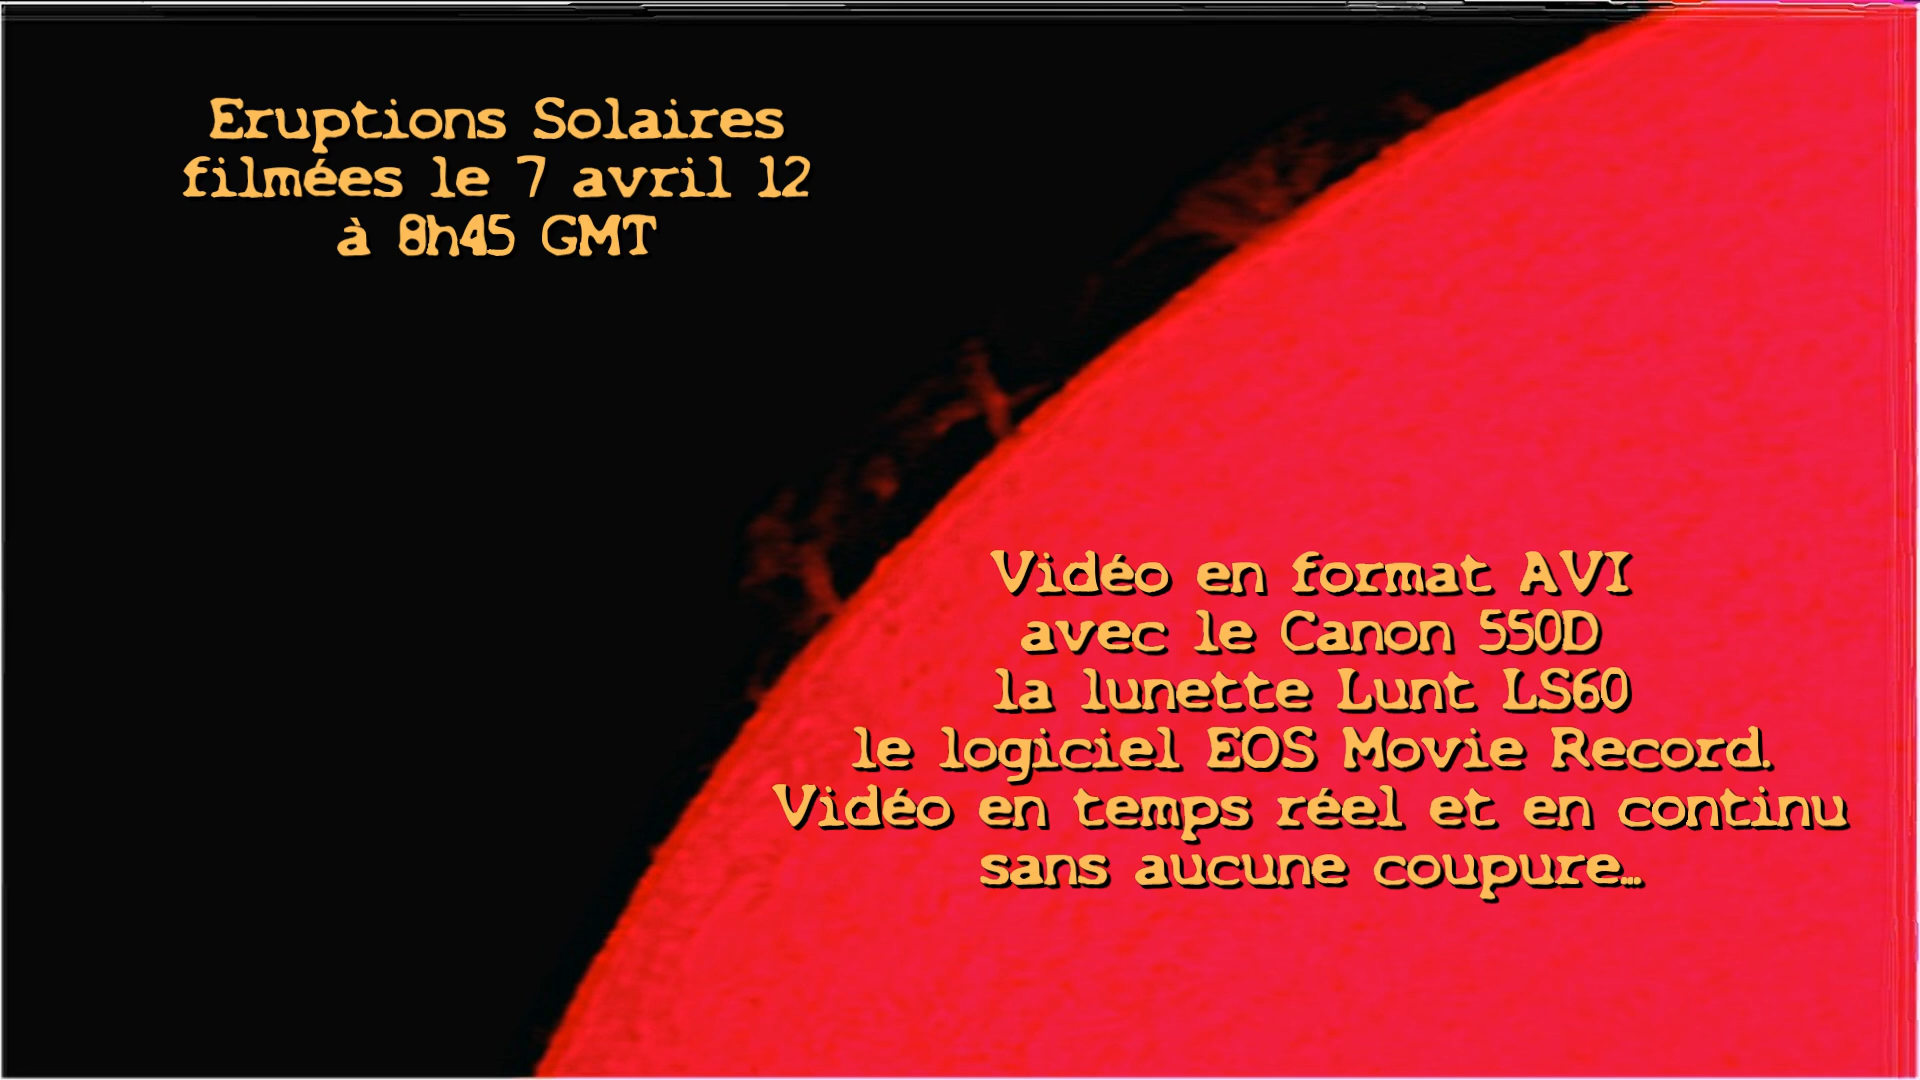 Eruptions Solaires
filmées le 7 avril 12
à 8h45 GMT
Vidéo en format AVI
avec le Canon 550D
la lunette Lunt LS60
le logiciel EOS Movie Record.
Vidéo en temps réel et en continu
sans aucune coupure...